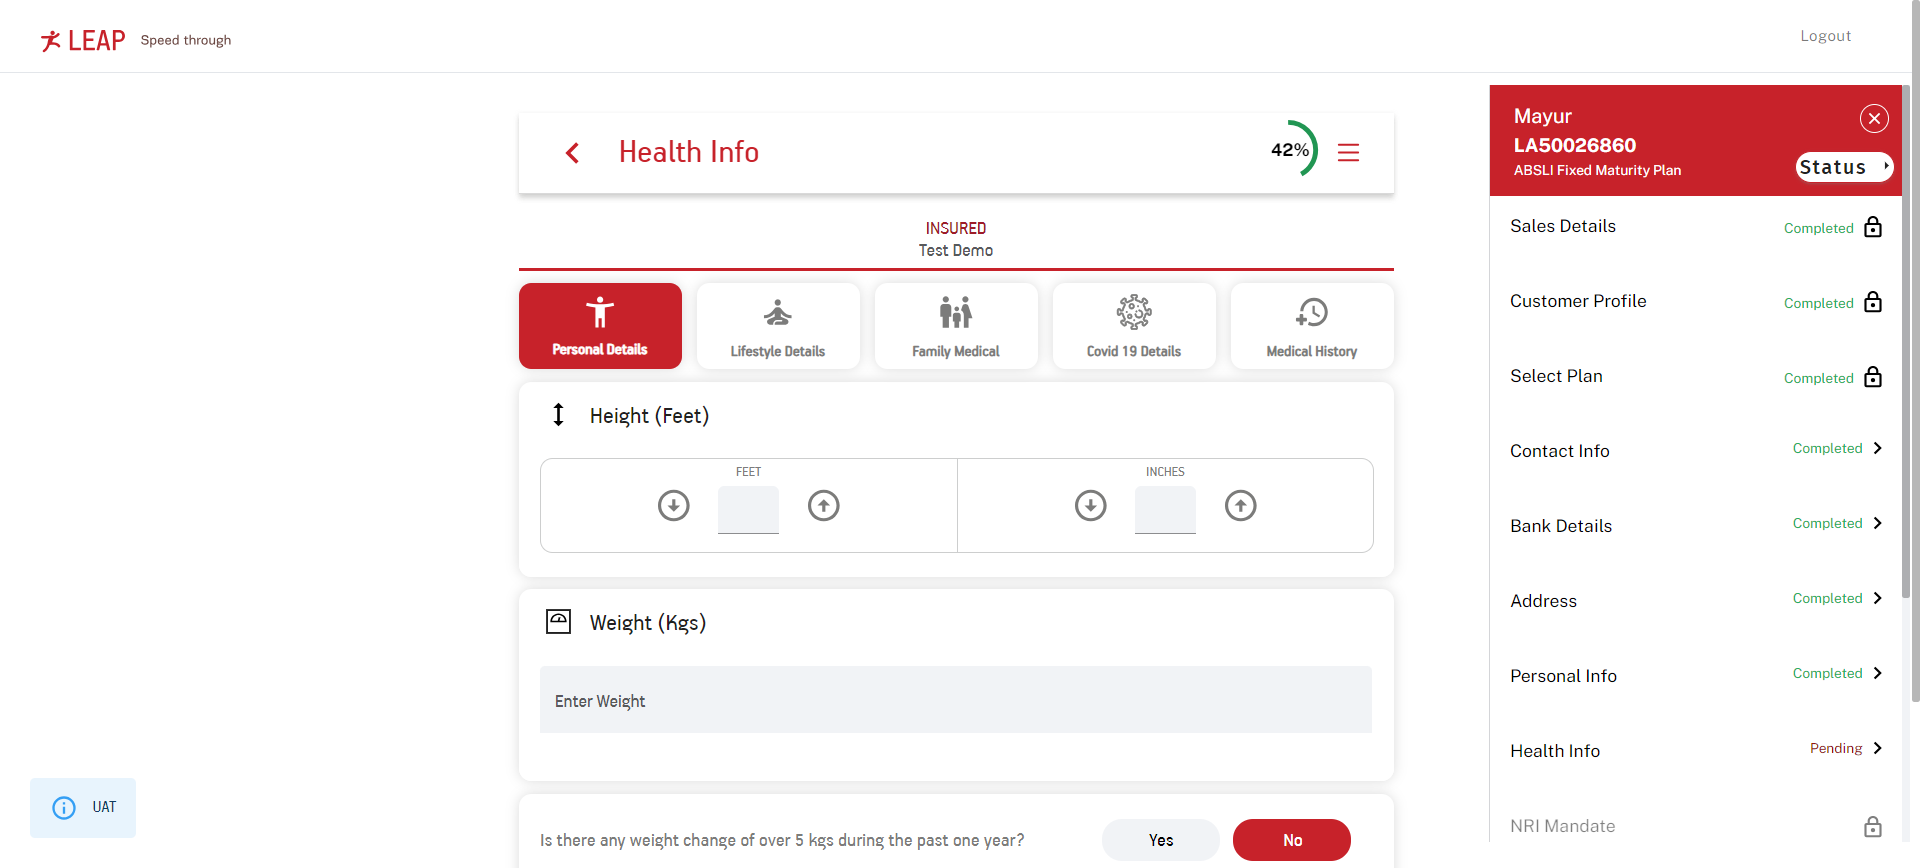 LEAP Speed through
Logout
Health Info
42%
INSURED
Test Demo
Personal Details
Lifestyle Details
Family Medical
Covid 19 Details
Medical History
Height (Feet)
FEET
INCHES
Weight (Kgs)
Enter Weight
Is there any weight change of over 5 kgs during the past one year?
Yes
No
UAT
Mayur
LA50026860
ABSLI Fixed Maturity Plan
Status
Sales Details Completed
Customer Profile Completed
Select Plan Completed
Contact Info Completed
Bank Details Completed
Address Completed
Personal Info Completed
Health Info Pending
NRI Mandate